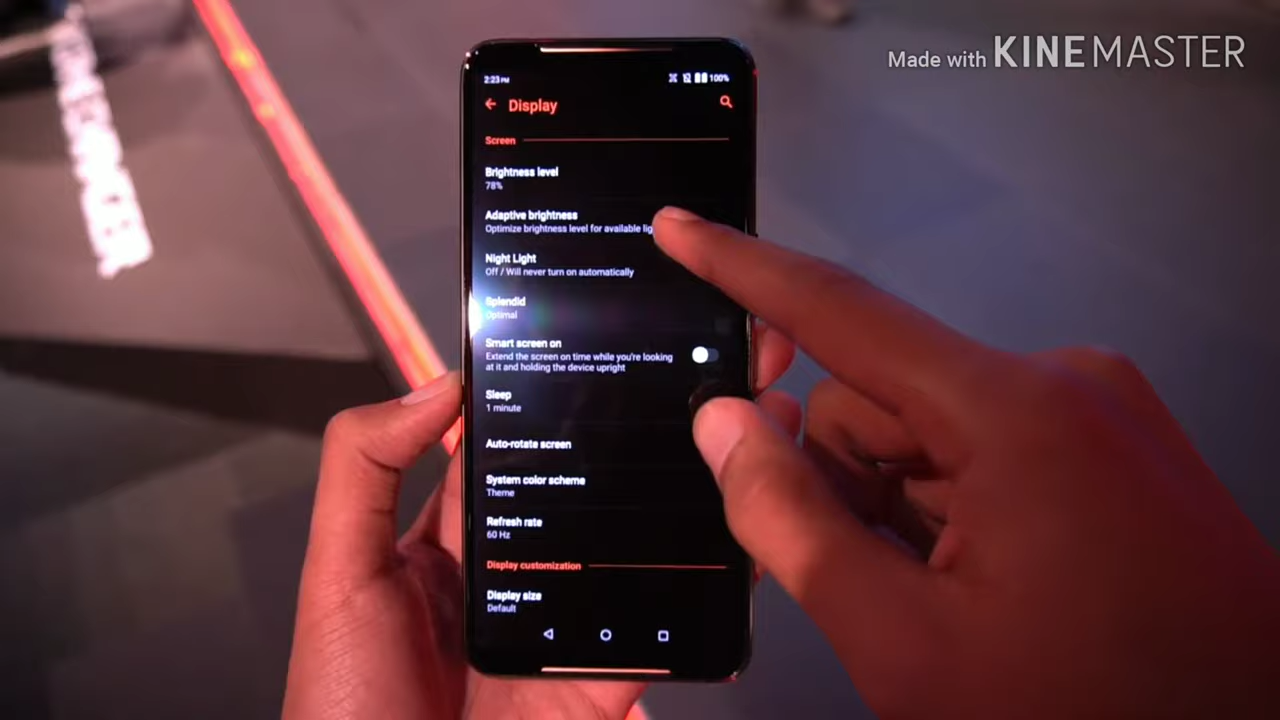 Made with KINEMASTER
2:23 PM 100%
Display
Screen
Brightness level
78%
Adaptive brightness
Optimize brightness level for available
Night Light
Off / Will never turn on automatically
Splendid
Optimal
Smart screen on
Extend the screen on time while you're looking
at it and holding the device upright
Sleep
1 minute
Auto-rotate screen
System color scheme
Theme
Refresh rate
60 Hz
Display customization
Display size
Default